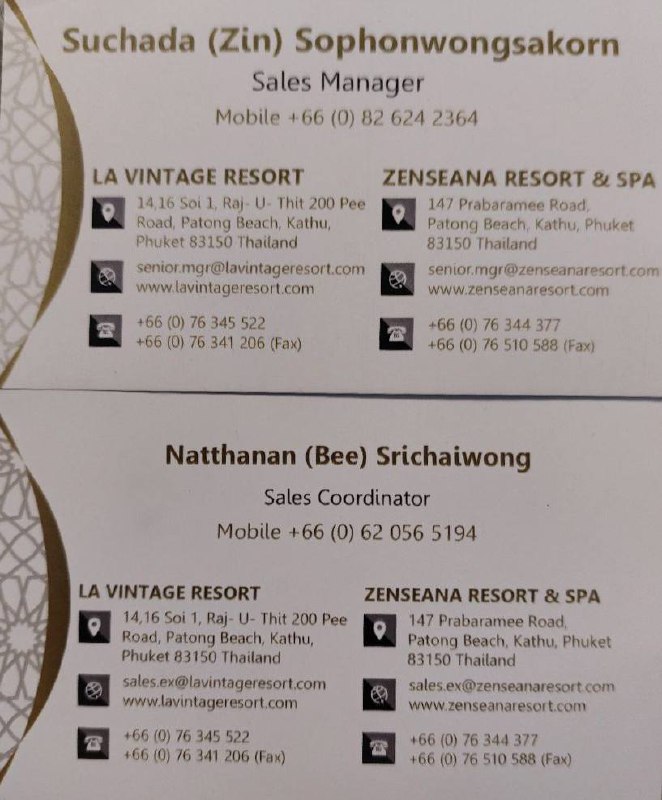 Suchada (Zin) Sophonwongsakorn
Sales Manager
Mobile +66 (0) 82 624 2364
LA VINTAGE RESORT
14,16 Soi 1, Raj- U- Thit 200 Pee
Road, Patong Beach, Kathu,
Phuket 83150 Thailand
senior.mgr@lavintageresort.com
www.lavintageresort.com
+66 (0) 76 345 522
+66 (0) 76 341 206 (Fax)
ZENSEANA RESORT & SPA
147 Prabaramee Road,
Patong Beach, Kathu, Phuket
83150 Thailand
senior.mgr@zenseanaresort.com
www.zenseanaresort.com
+66 (0) 76 344 377
+66 (0) 76 510 588 (Fax)
Natthanan (Bee) Srichaiwong
Sales Coordinator
Mobile +66 (0) 62 056 5194
LA VINTAGE RESORT
14,16 Soi 1, Raj- U- Thit 200 Pee
Road, Patong Beach, Kathu,
Phuket 83150 Thailand
sales.ex@lavintageresort.com
www.lavintageresort.com
+66 (0) 76 345 522
+66 (0) 76 341 206 (Fax)
ZENSEANA RESORT & SPA
147 Prabaramee Road,
Patong Beach, Kathu, Phuket
83150 Thailand
sales.ex@zenseanaresort.com
www.zenseanaresort.com
+66 (0) 76 344 377
+66 (0) 76 510 588 (Fax)